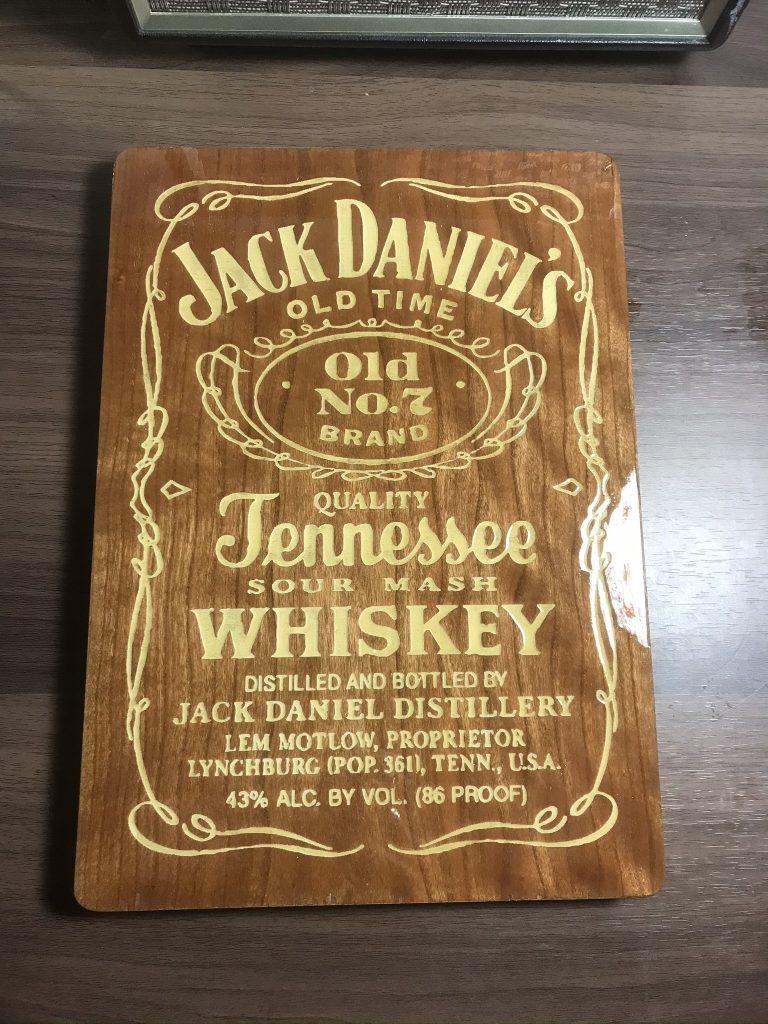 JACK DANIEL'S
OLD TIME
Old
No.7
BRAND
QUALITY
Tennessee
SOUR MASH
WHISKEY
DISTILLED AND BOTTLED BY
JACK DANIEL DISTILLERY
LEM MOTLOW, PROPRIETOR
LYNCHBURG (POP. 361), TENN., U.S.A.
43% ALC. BY VOL. (86 PROOF)